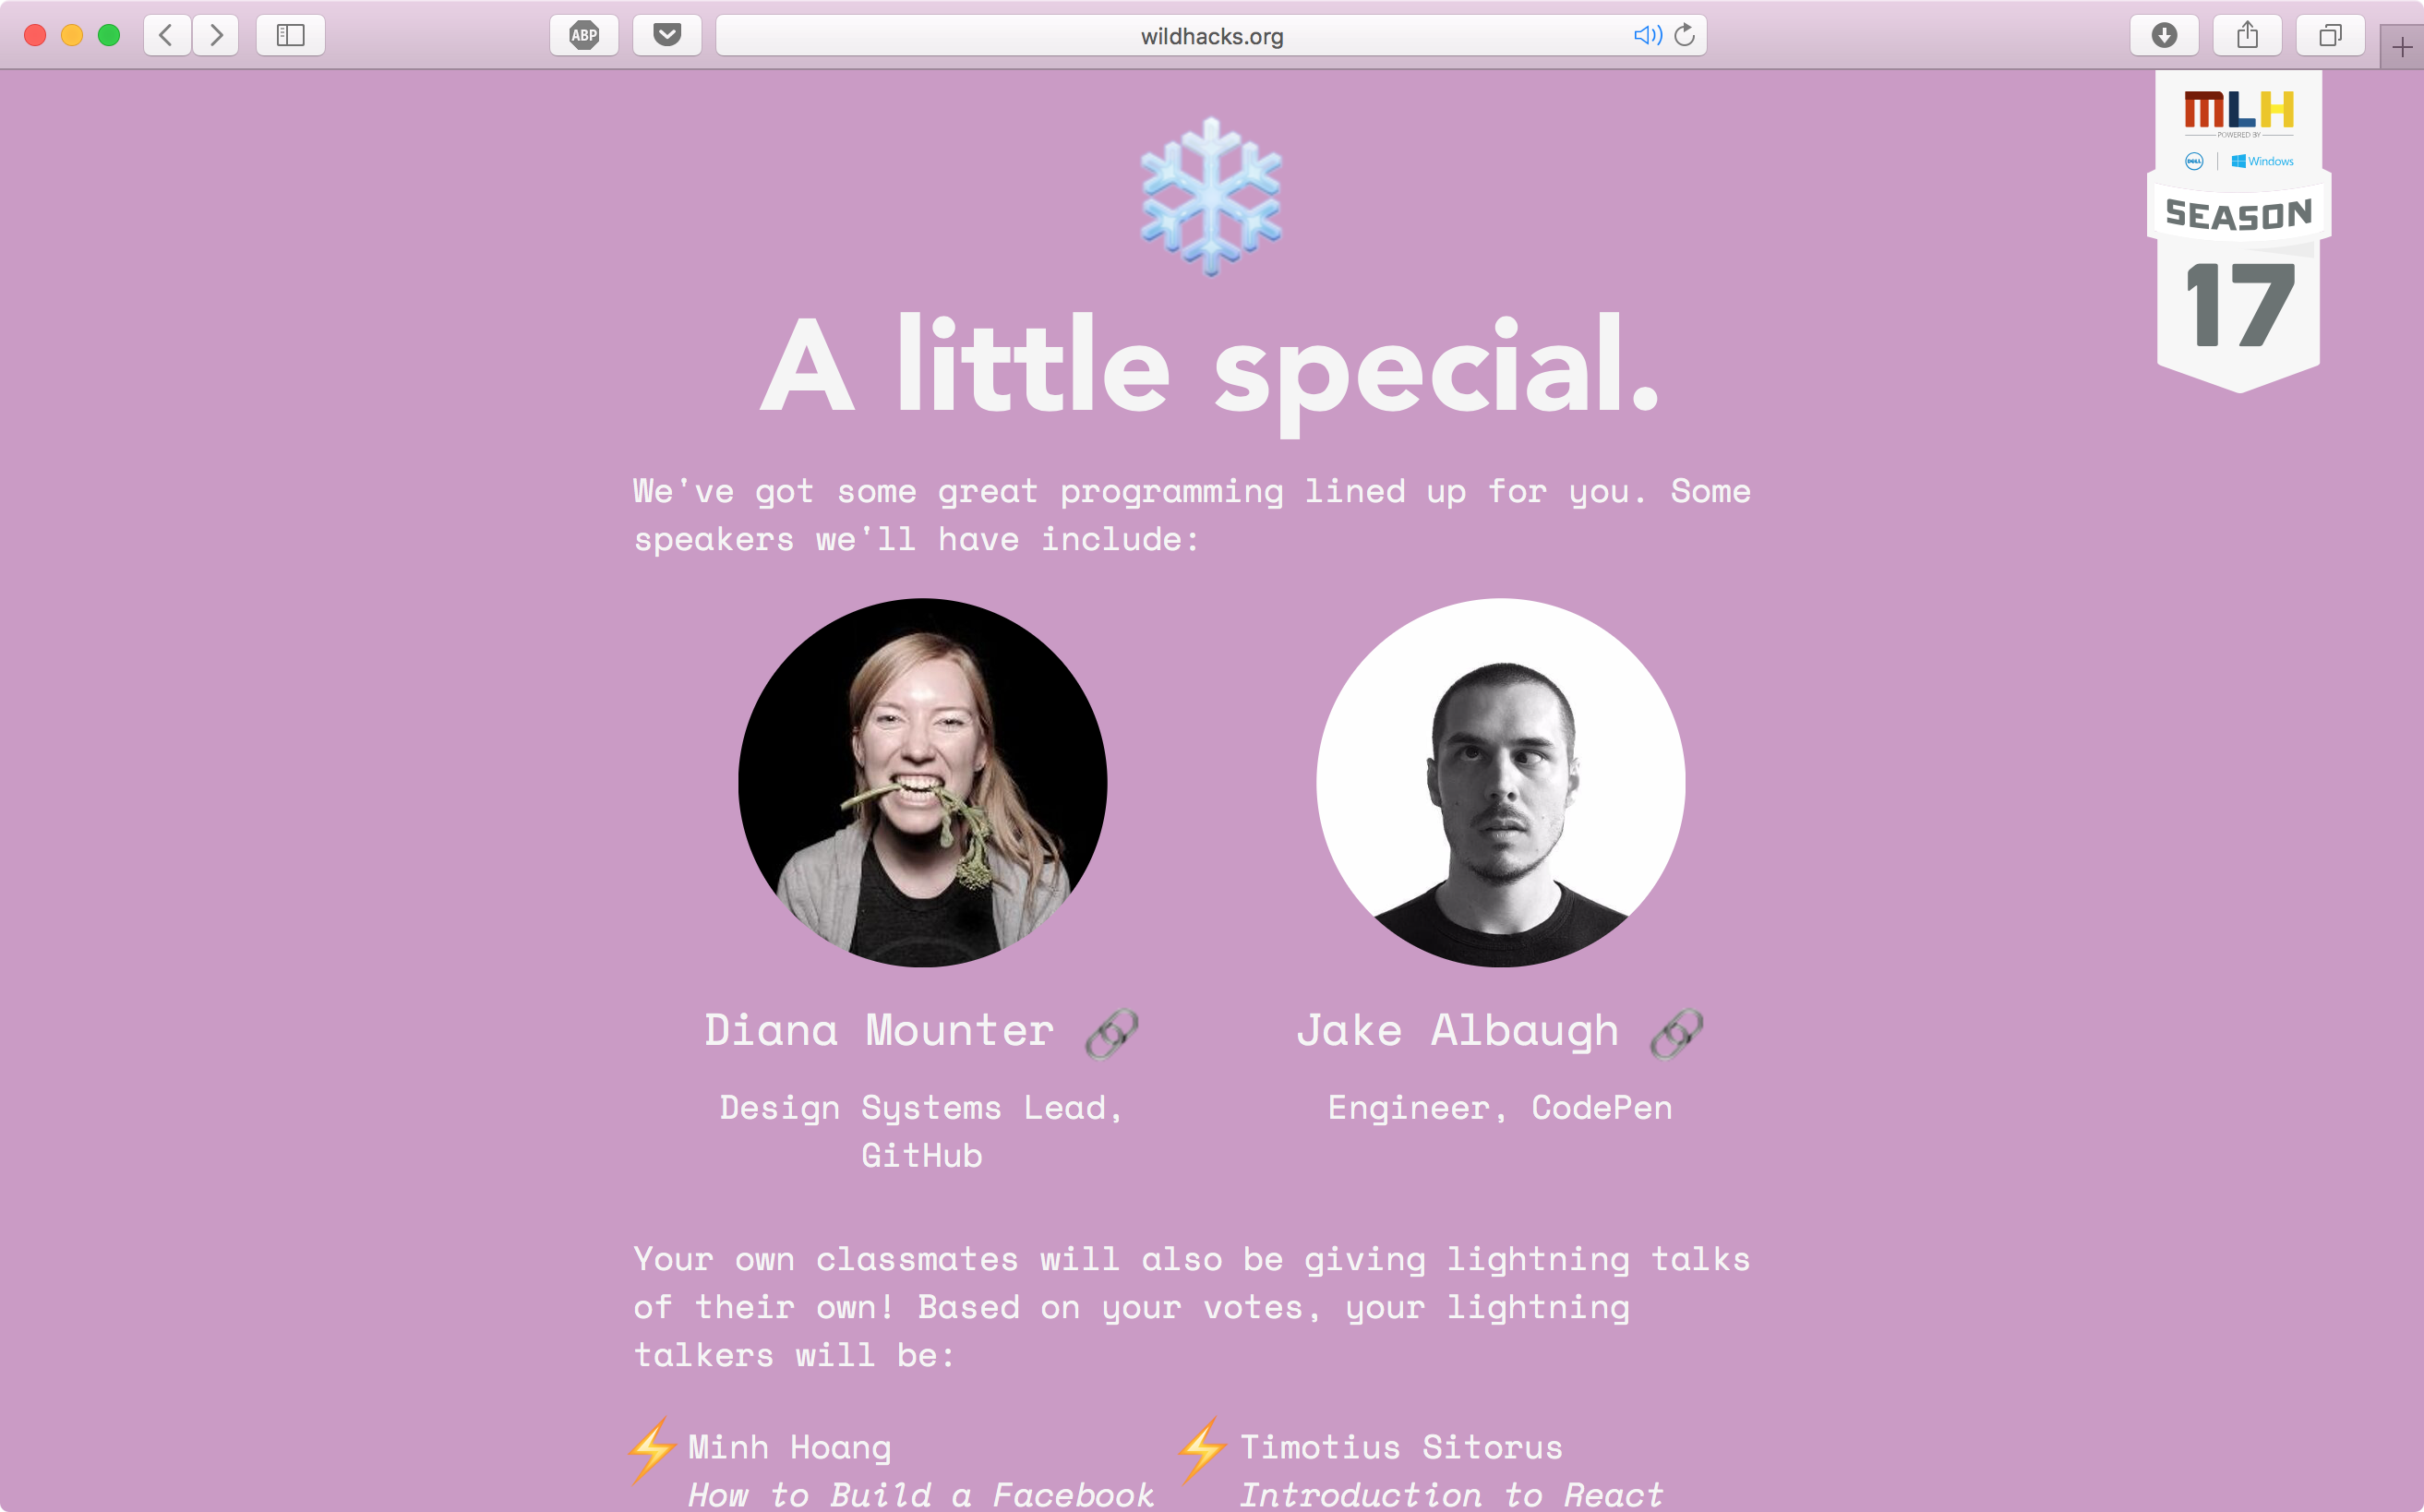 ABP
wildhacks.org
MLH
POWERED BY
DELL
Windows
SEASON
17
A little special.
We've got some great programming lined up for you. Some
speakers we'll have include:
Diana Mounter
Jake Albaugh
Design Systems Lead,
GitHub
Engineer, CodePen
Your own classmates will also be giving lightning talks
of their own! Based on your votes, your lightning
talkers will be:
Minh Hoang
How to Build a Facebook
Timotius Sitorus
Introduction to React